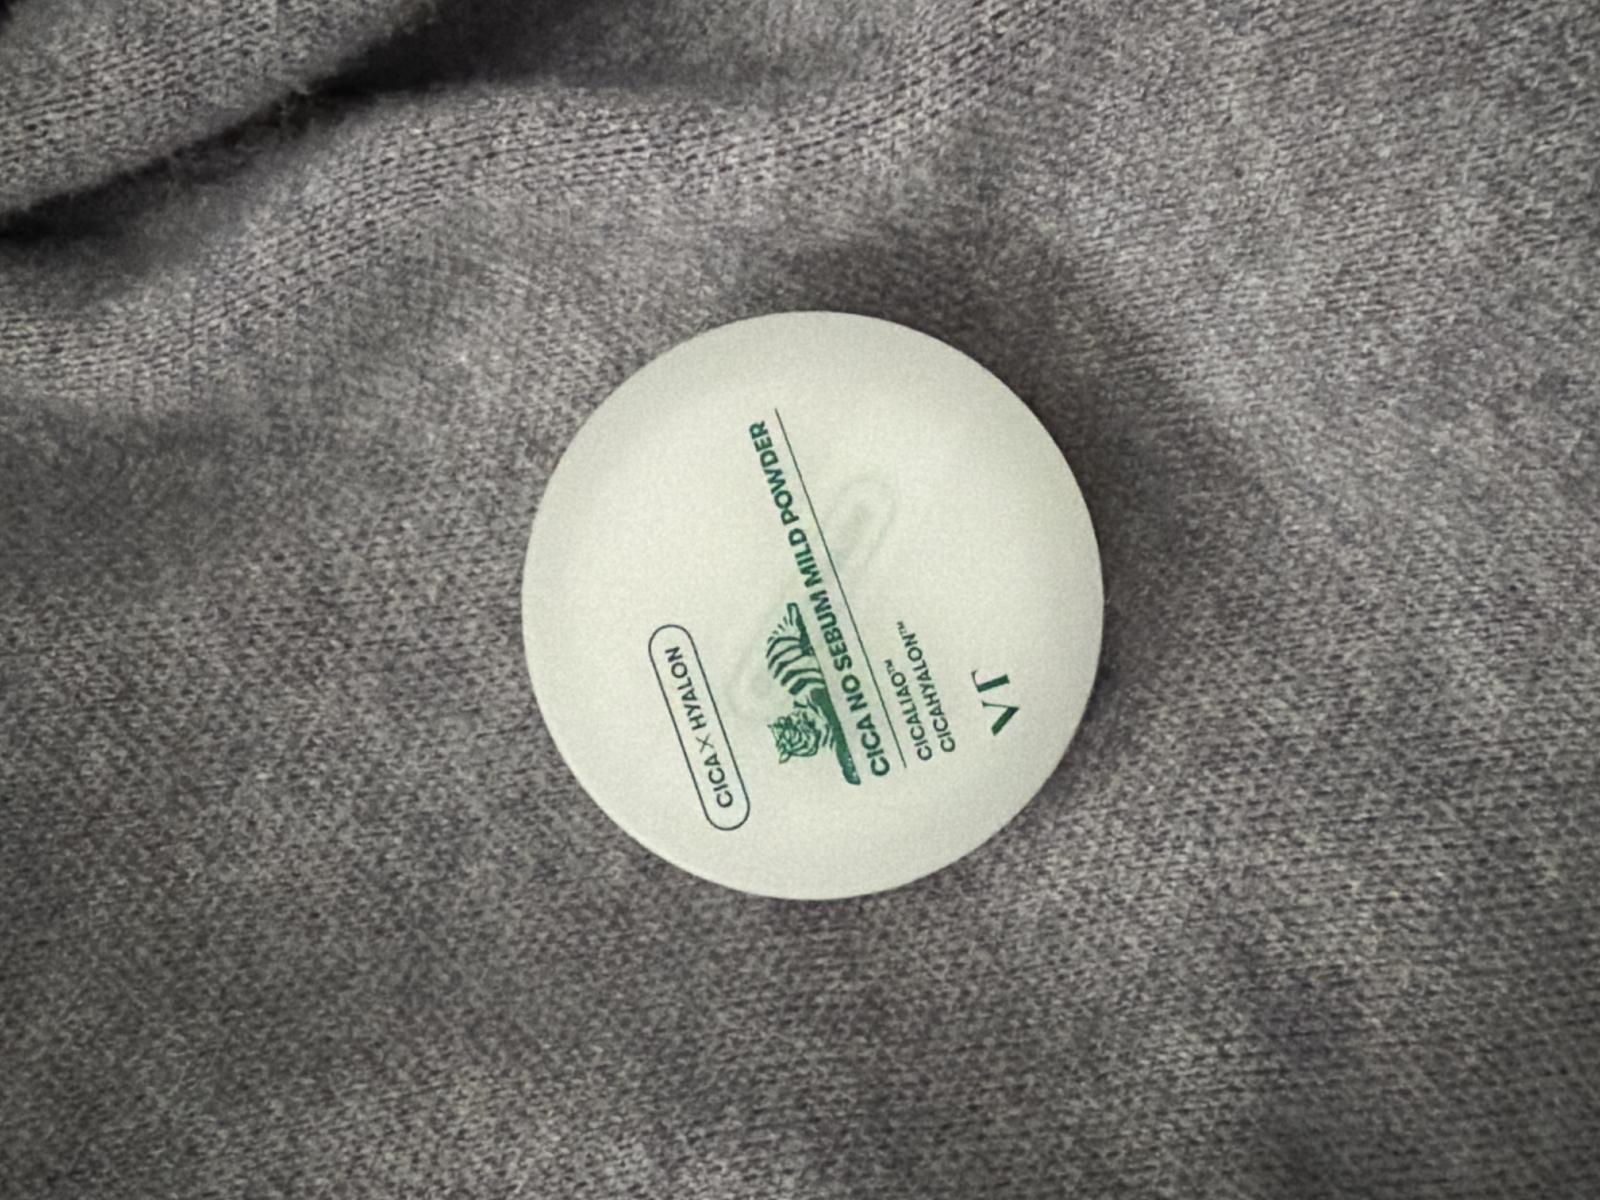 CICA X HYALON
CICA NO SEBUM MILD POWDER
CICALIAO™
CICAHYALON™
VT